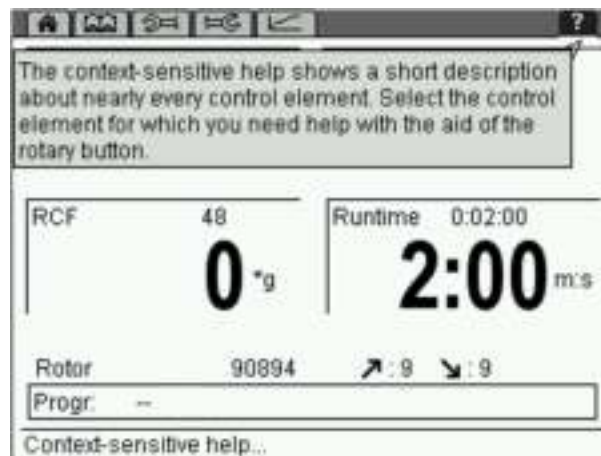 ?
The context-sensitive help shows a short description
about nearly every control element. Select the control
element for which you need help with the aid of the
rotary button.
RCF 48
0 *g
Runtime 0:02:00
2:00 m:s
Rotor 90894 ↗ : 9 ↘ : 9
Progr: --
Context-sensitive help...